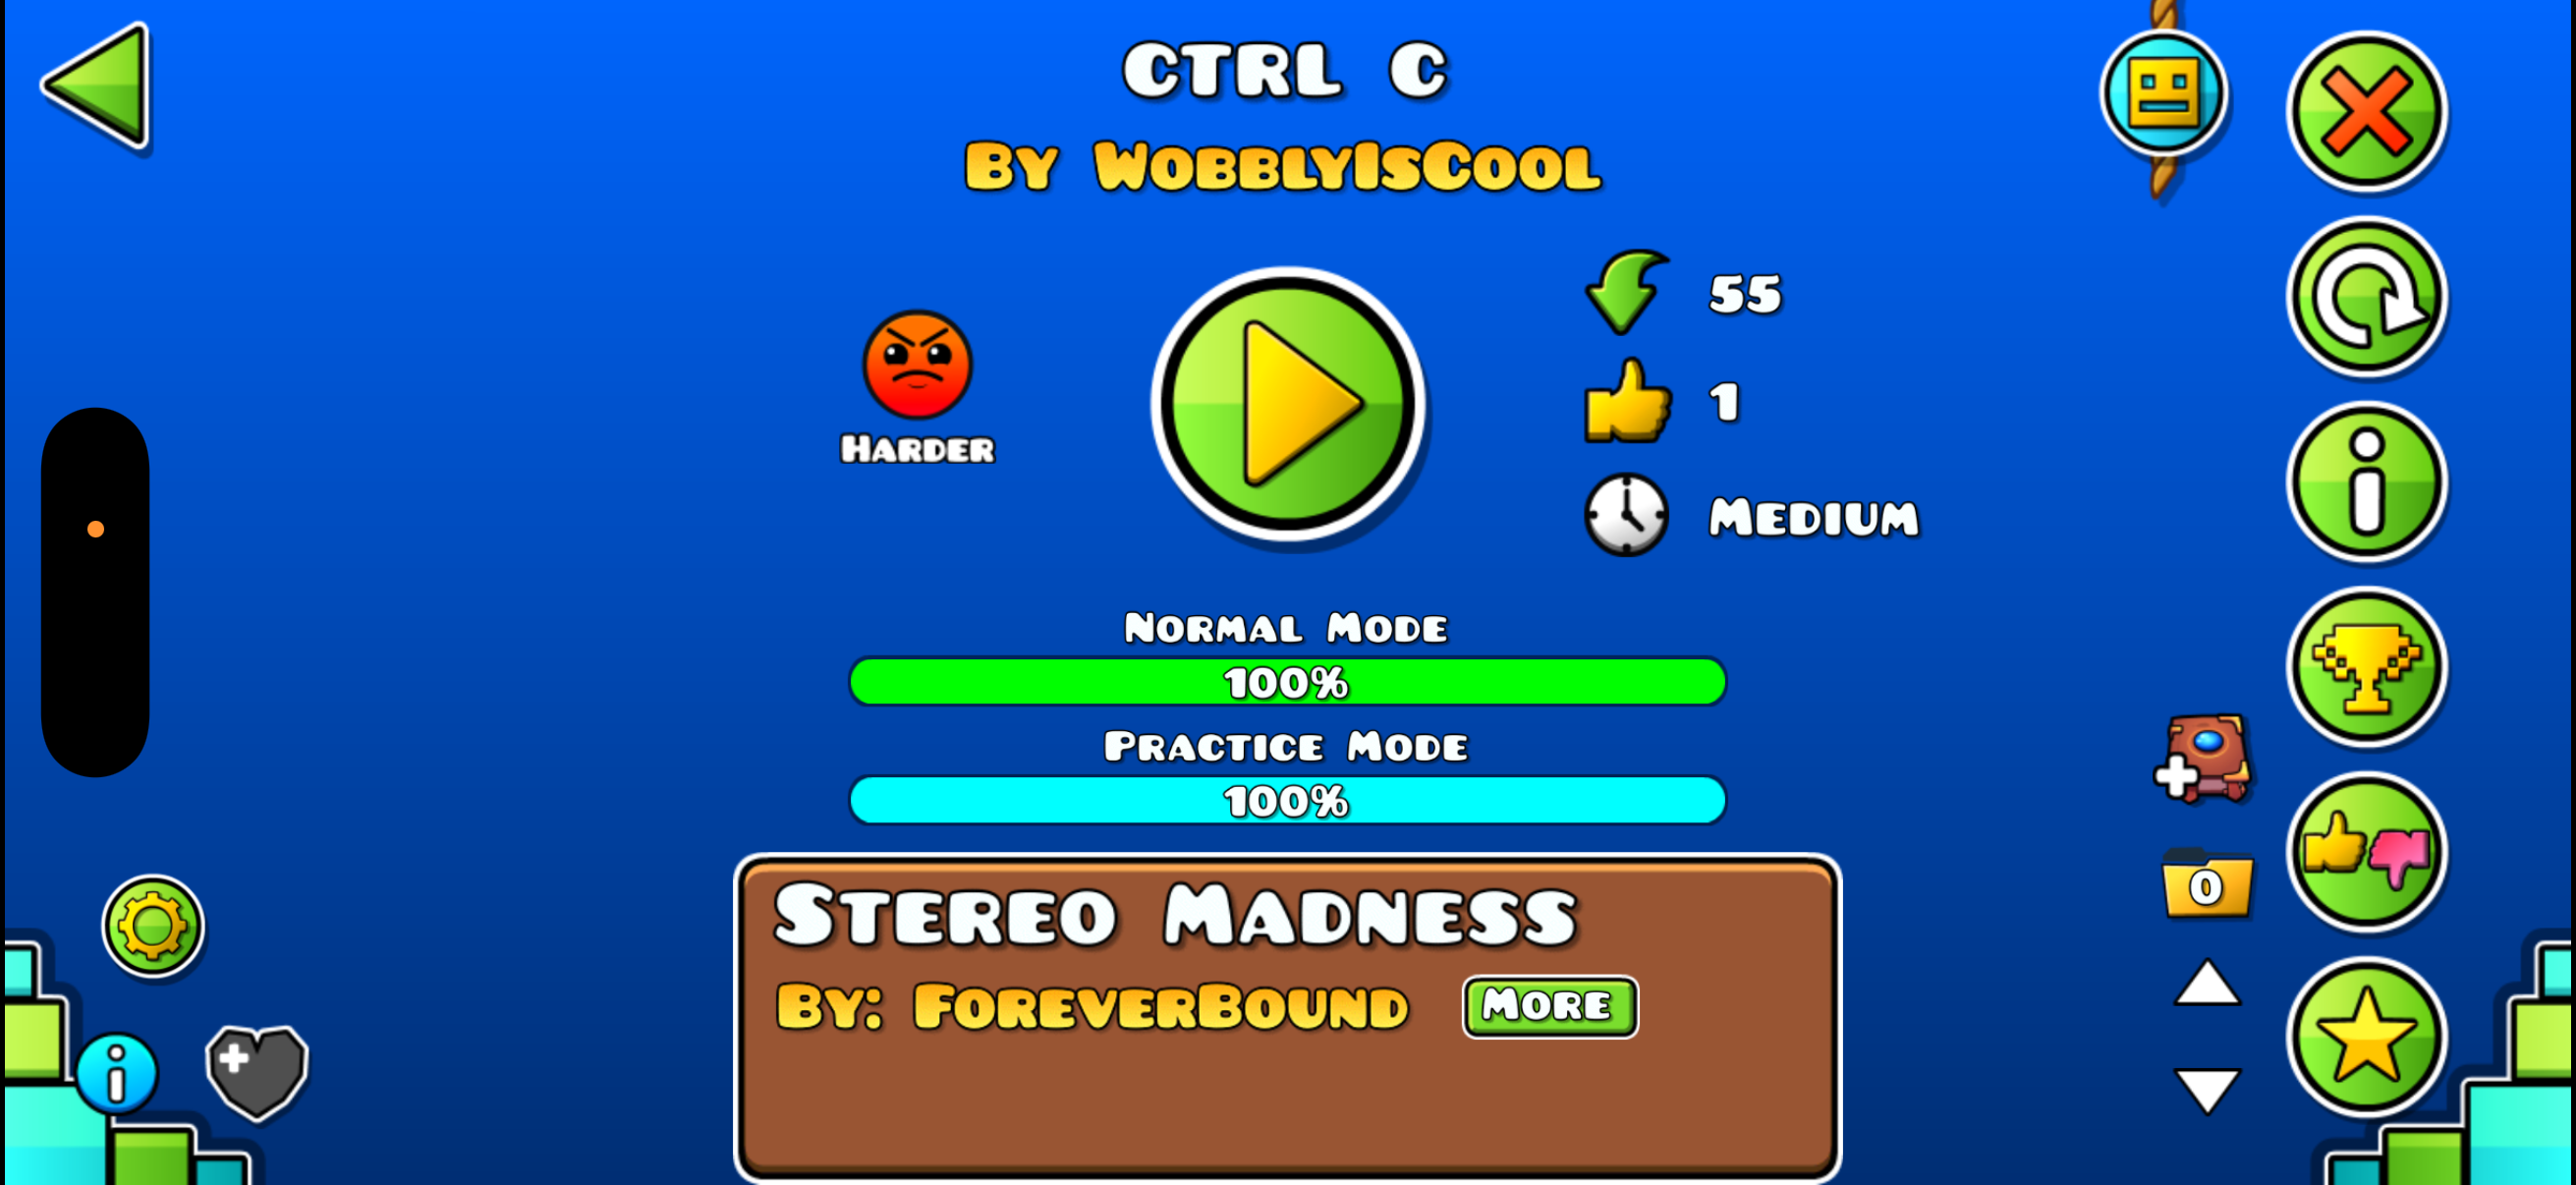 CTRL C
By WobblyIsCool
55
1
Harder
Medium
Normal Mode
100%
Practice Mode
100%
0
Stereo Madness
By: ForeverBound
More